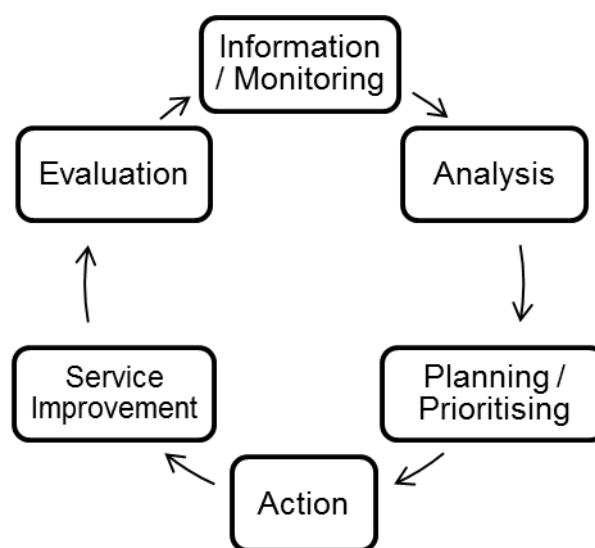 Information
/ Monitoring
Analysis
Planning /
Prioritising
Action
Service
Improvement
Evaluation